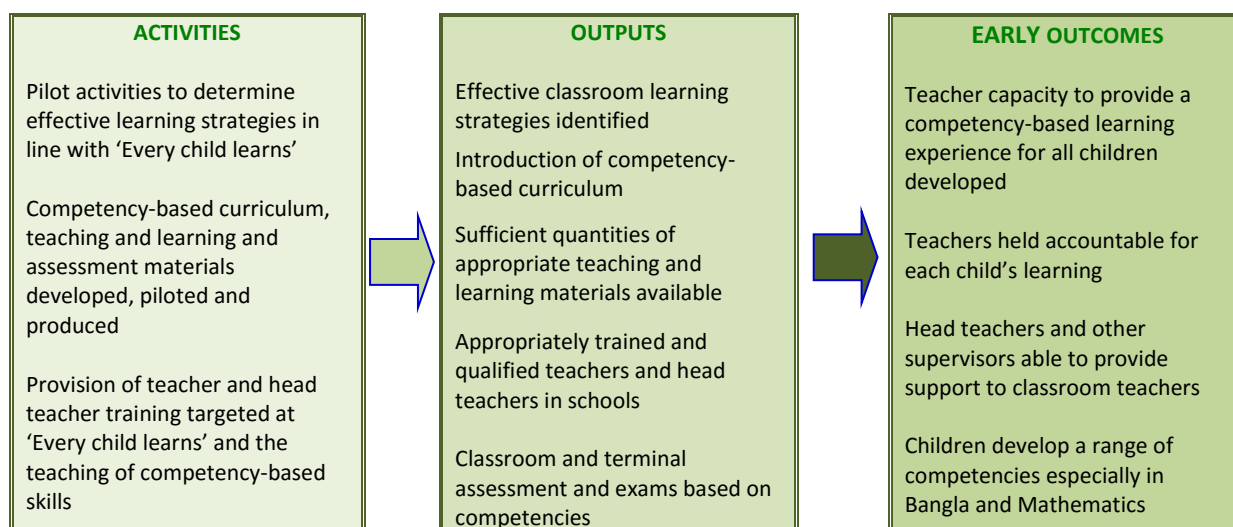 ACTIVITIES
Pilot activities to determine
effective learning strategies in
line with ‘Every child learns’
Competency-based curriculum,
teaching and learning and
assessment materials
developed, piloted and
produced
Provision of teacher and head
teacher training targeted at
‘Every child learns’ and the
teaching of competency-based
skills
OUTPUTS
Effective classroom learning
strategies identified
Introduction of competency-
based curriculum
Sufficient quantities of
appropriate teaching and
learning materials available
Appropriately trained and
qualified teachers and head
teachers in schools
Classroom and terminal
assessment and exams based on
competencies
EARLY OUTCOMES
Teacher capacity to provide a
competency-based learning
experience for all children
developed
Teachers held accountable for
each child’s learning
Head teachers and other
supervisors able to provide
support to classroom teachers
Children develop a range of
competencies especially in
Bangla and Mathematics